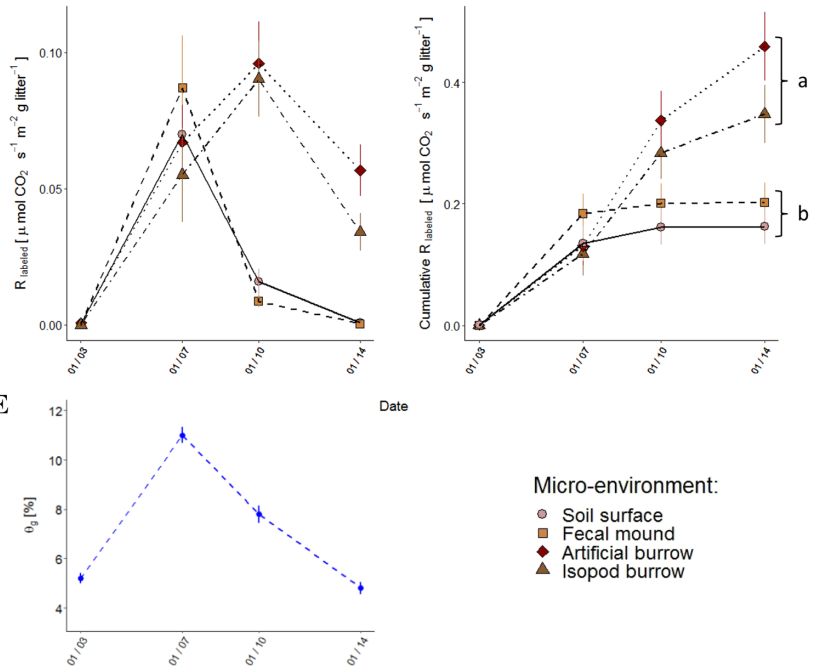 R labeled [ μ mol CO2 s−1 m−2 g litter−1 ]
0.10
0.05
0.00
01 / 03
01 / 07
01 / 10
01 / 14
Cumulative R labeled [ μ mol CO2 s−1 m−2 g litter−1 ]
0.4
0.2
0.0
a
b
01 / 03
01 / 07
01 / 10
01 / 14
E
Date
θg [%]
12
10
8
6
4
01 / 03
01 / 07
01 / 10
01 / 14
Micro-environment:
Soil surface
Fecal mound
Artificial burrow
Isopod burrow